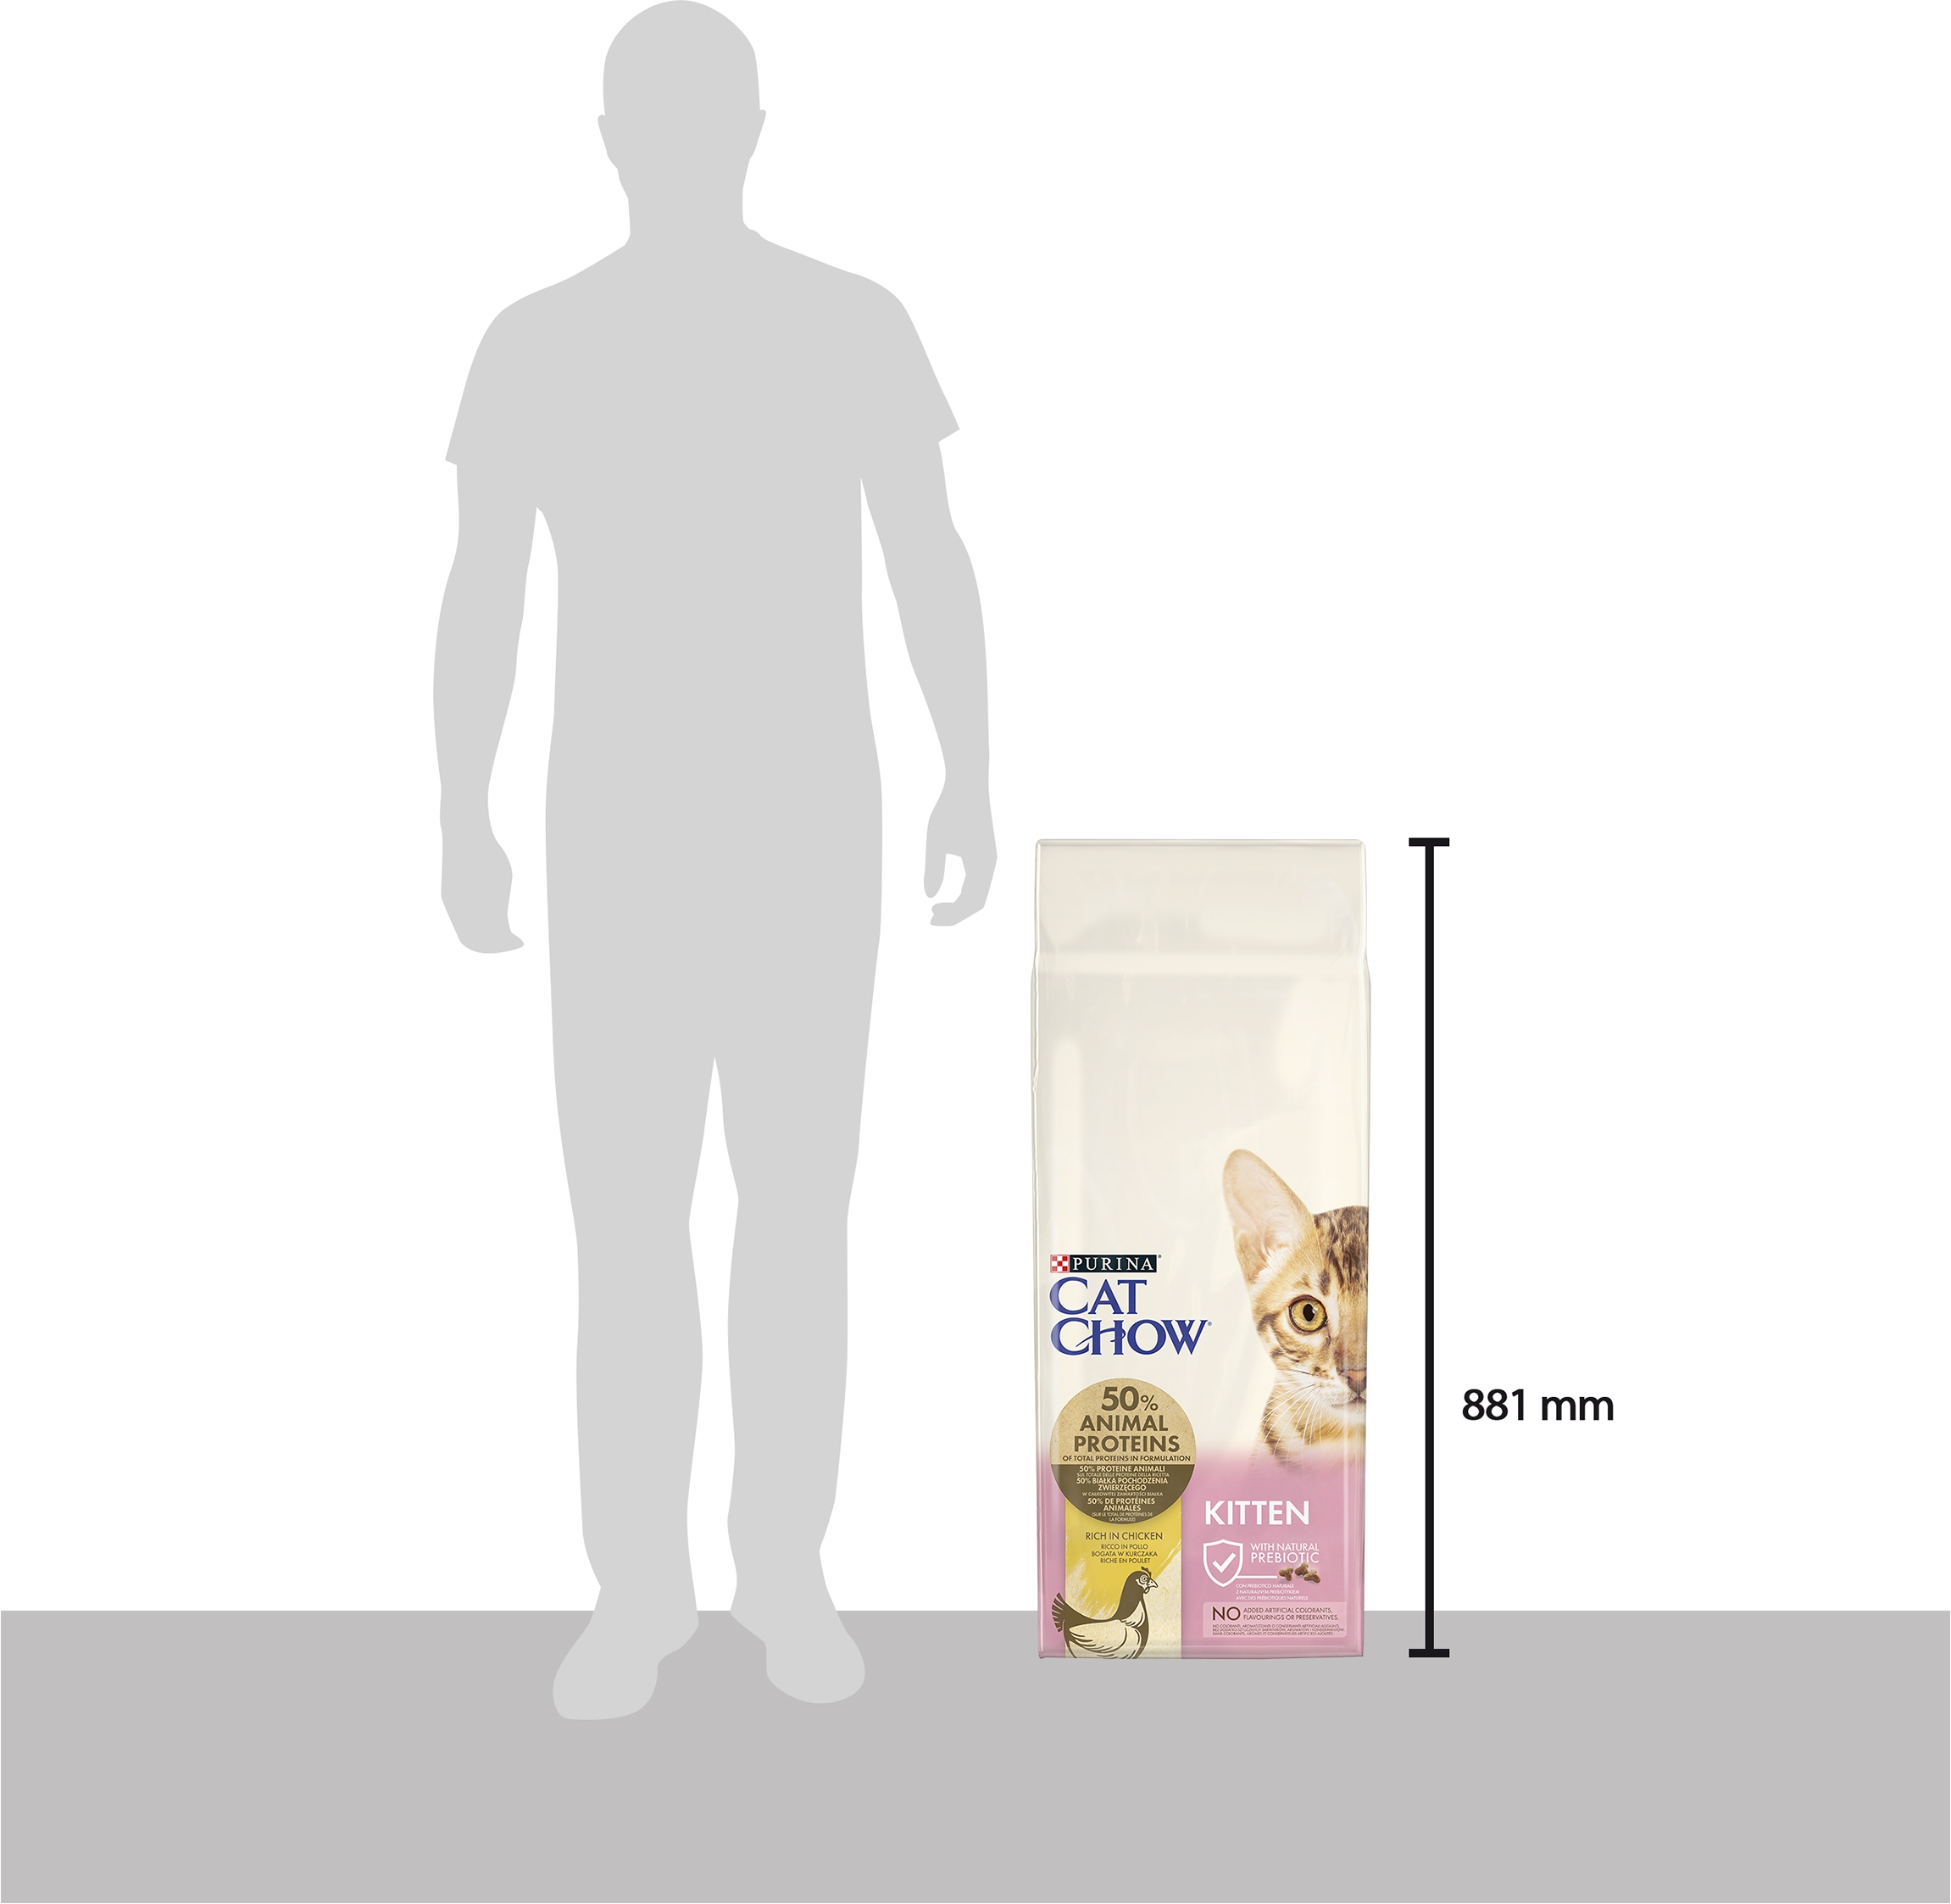 PURINA
CAT
CHOW
50%
ANIMAL
PROTEINS
OF TOTAL PROTEINS IN FORMULATION
50% PROTEINE ANIMALI
SUL TOTALE DELLE PROTEINE DELLA RICETTA
50% BIAŁKA POCHODZENIA
ZWIERZĘCEGO
W CAŁKOWITEJ ZAWARTOŚCI BIAŁKA
50% DE PROTÉINES
ANIMALES
(SUR LE TOTAL DE PROTÉINES DE
LA FORMULE)
RICH IN CHICKEN
RICCO IN POLLO
BOGATA W KURCZAKA
RICHE EN POULET
KITTEN
WITH NATURAL
PREBIOTIC
CON PREBIOTICO NATURALE
Z NATURALNYM PREBIOTYKIEM
AVEC DES PRÉBIOTIQUES NATURELS
NO ADDED ARTIFICIAL COLORANTS,
FLAVOURINGS OR PRESERVATIVES.
881 mm